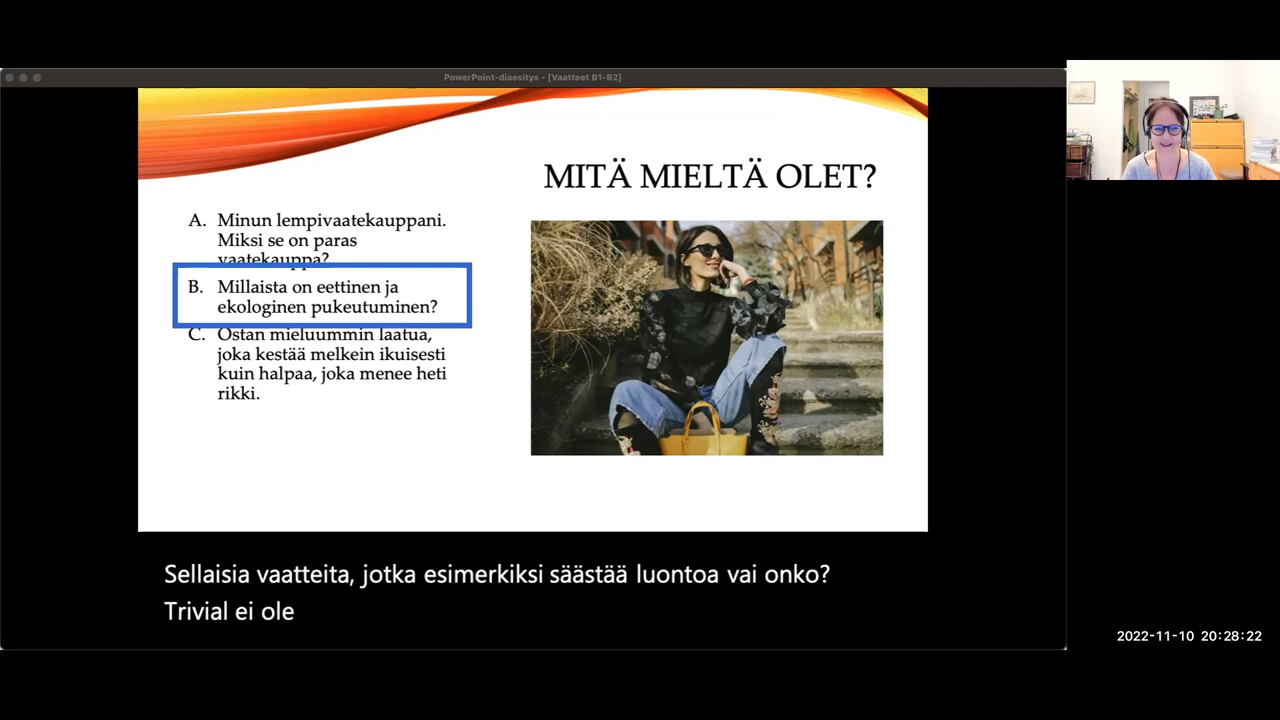 PowerPoint-diaesitys - [Vaatteet B1-B2]
MITÄ MIELTÄ OLET?
A. Minun lempivaatekauppani.
Miksi se on paras
vaatekauppa?
B. Millaista on eettinen ja
ekologinen pukeutuminen?
C. Ostan mieluummin laatua,
joka kestää melkein ikuisesti
kuin halpaa, joka menee heti
rikki.
Sellaisia vaatteita, jotka esimerkiksi säästää luontoa vai onko?
Trivial ei ole
2022-11-10 20:28:22